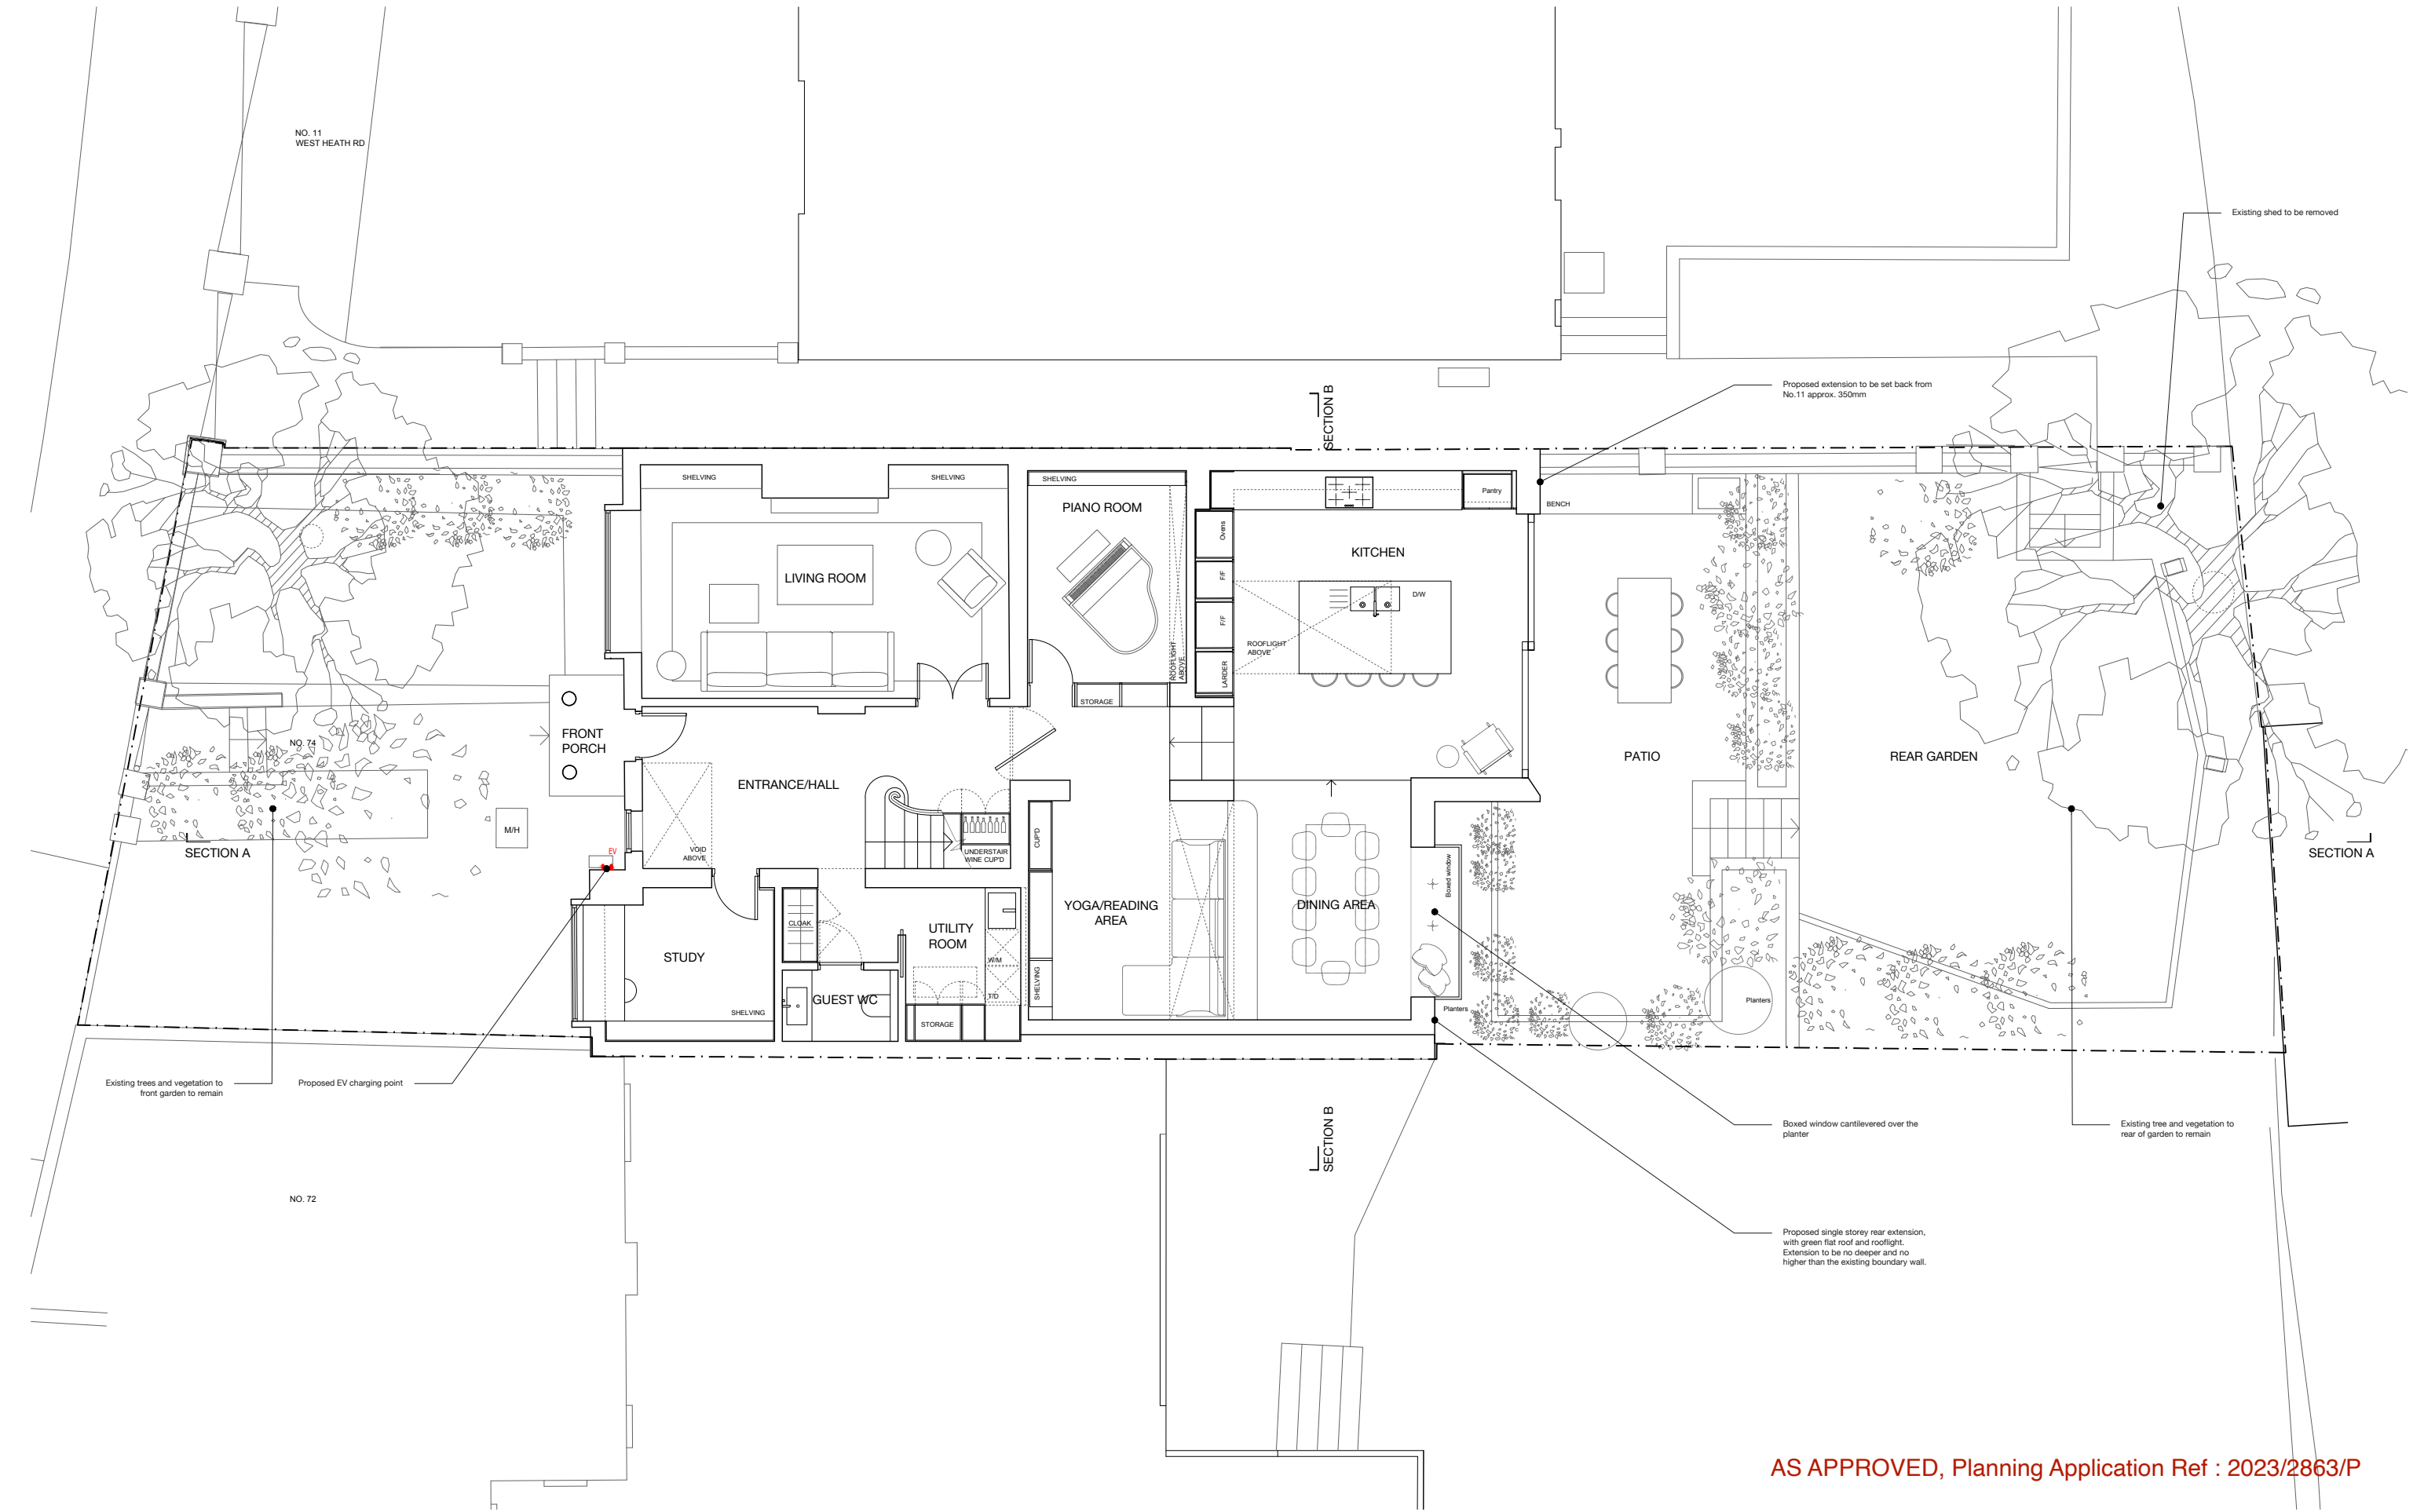 NO. 11
WEST HEATH RD
Existing shed to be removed
SECTION B
Proposed extension to be set back from
No.11 approx. 350mm
SHELVING
SHELVING
SHELVING
PIANO ROOM
Pantry
BENCH
Ovens
KITCHEN
LIVING ROOM
F/F
D/W
F/F
ROOFLIGHT
ABOVE
ROOFLIGHT
ABOVE
LARDER
STORAGE
FRONT
PORCH
NO. 74
ENTRANCE/HALL
PATIO
REAR GARDEN
M/H
SECTION A
EV
VOID
ABOVE
UNDERSTAIR
WINE CUP'D
CUP'D
Boxed window
SECTION A
YOGA/READING
AREA
DINING AREA
CLOAK
UTILITY
ROOM
STUDY
W/M
GUEST WC
T/D
SHELVING
SHELVING
STORAGE
Planters
Planters
Existing trees and vegetation to
front garden to remain
Proposed EV charging point
SECTION B
Boxed window cantilevered over the
planter
Existing tree and vegetation to
rear of garden to remain
NO. 72
Proposed single storey rear extension,
with green flat roof and rooflight.
Extension to be no deeper and no
higher than the existing boundary wall.
AS APPROVED, Planning Application Ref : 2023/2863/P